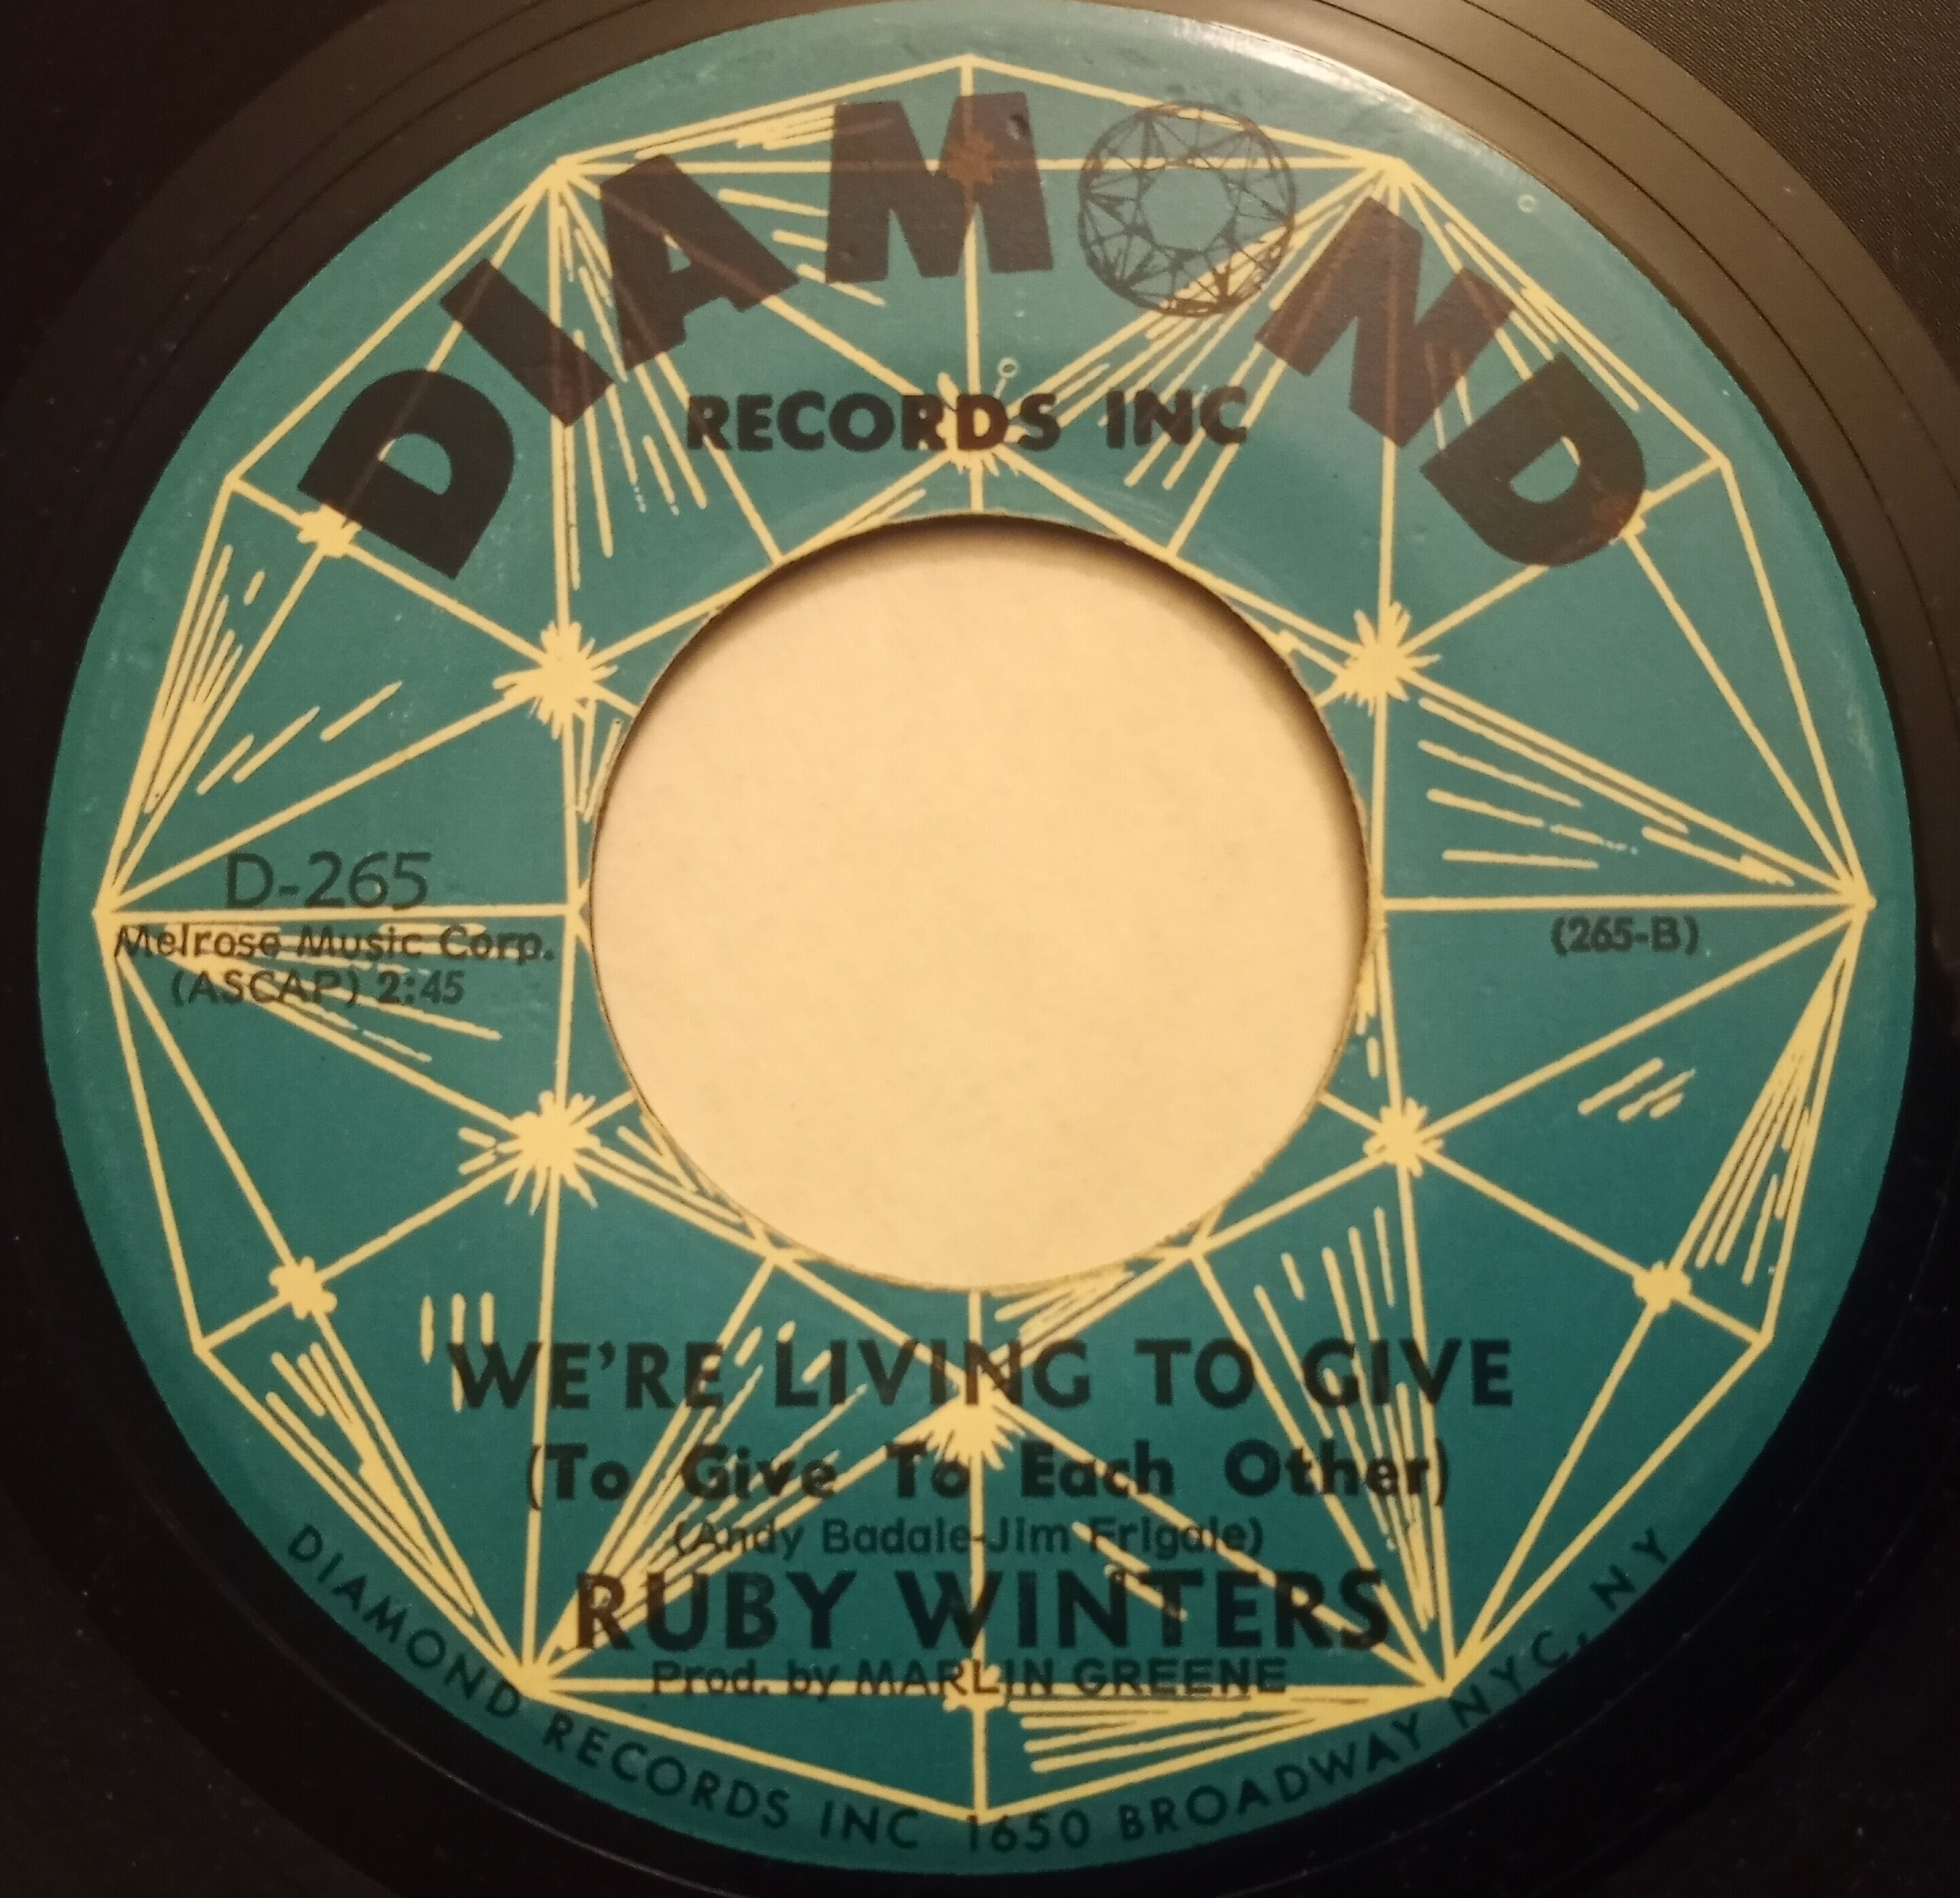 DIAMOND
RECORDS INC
D-265
Melrose Music Corp.
(ASCAP) 2:45
(265-B)
WE'RE LIVING TO GIVE
(To Give To Each Other)
(Andy Badale-Jim Frigale)
RUBY WINTERS
Prod. by MARLIN GREENE
DIAMOND RECORDS INC 1650 BROADWAY NYC, NY